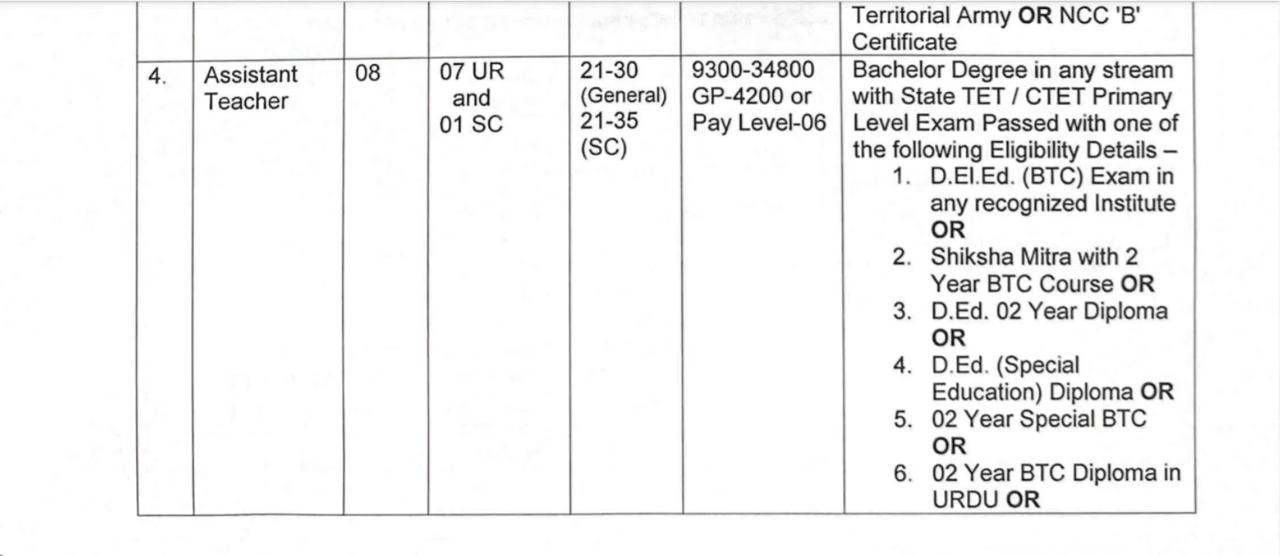 Territorial Army OR NCC 'B'
Certificate
4.
Assistant
Teacher
08
07 UR
and
01 SC
21-30
(General)
21-35
(SC)
9300-34800
GP-4200 or
Pay Level-06
Bachelor Degree in any stream
with State TET / CTET Primary
Level Exam Passed with one of
the following Eligibility Details –
1. D.El.Ed. (BTC) Exam in
any recognized Institute
OR
2. Shiksha Mitra with 2
Year BTC Course OR
3. D.Ed. 02 Year Diploma
OR
4. D.Ed. (Special
Education) Diploma OR
5. 02 Year Special BTC
OR
6. 02 Year BTC Diploma in
URDU OR